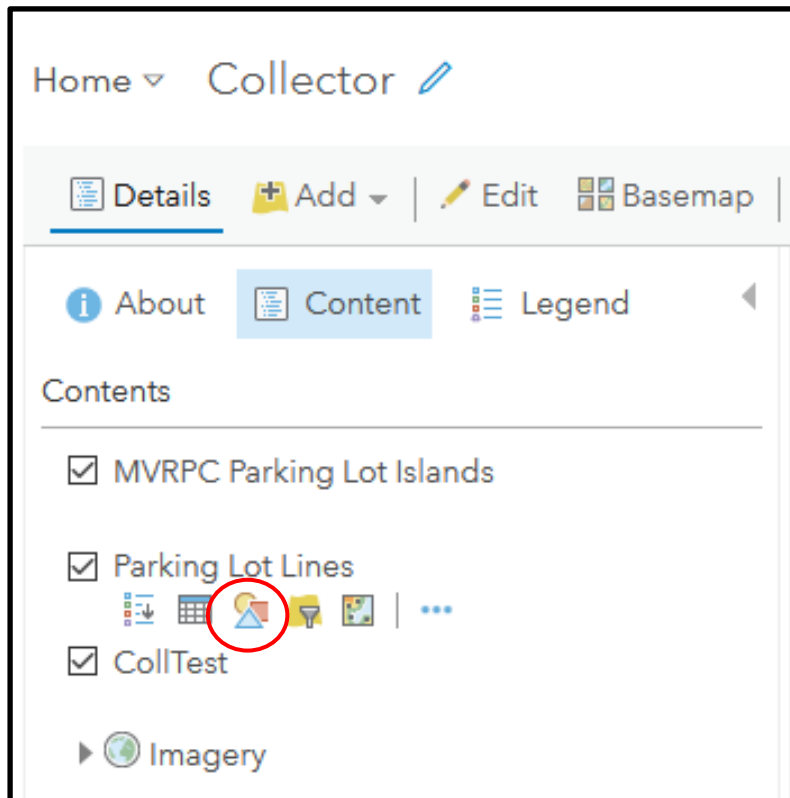 Home Collector
Details Add Edit Basemap
About Content Legend
Contents
MVRPC Parking Lot Islands
Parking Lot Lines
CollTest
Imagery